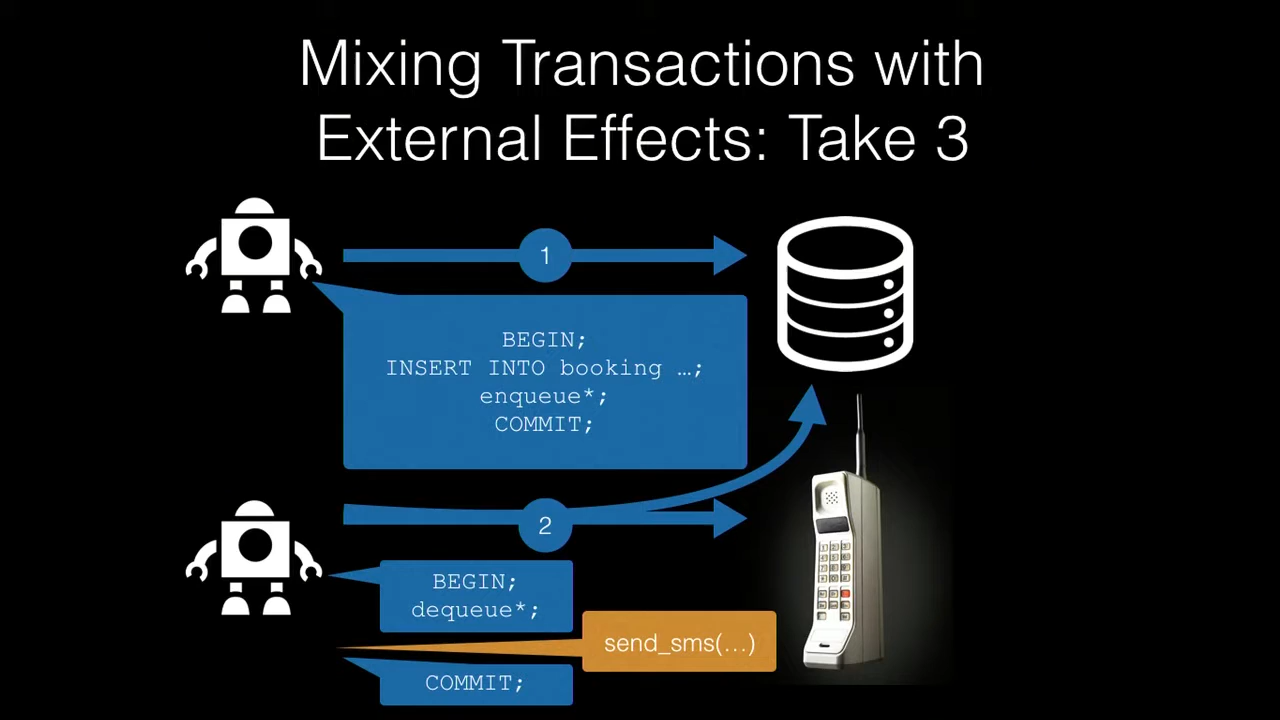 Mixing Transactions with
External Effects: Take 3
1
BEGIN;
INSERT INTO booking …;
enqueue*;
COMMIT;
2
BEGIN;
dequeue*;
send_sms(…)
COMMIT;